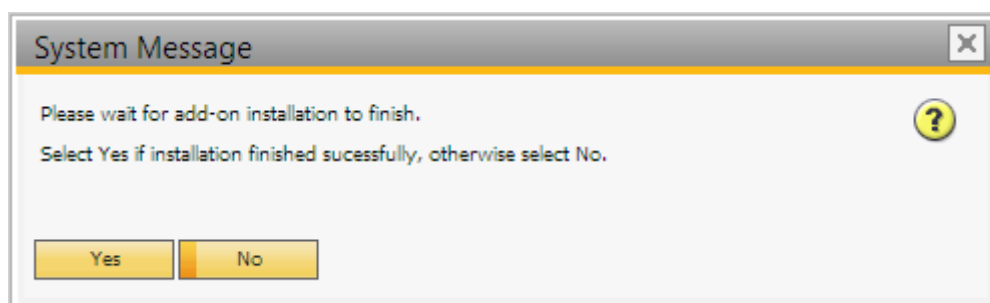 System Message
Please wait for add-on installation to finish.
Select Yes if installation finished sucessfully, otherwise select No.
Yes No